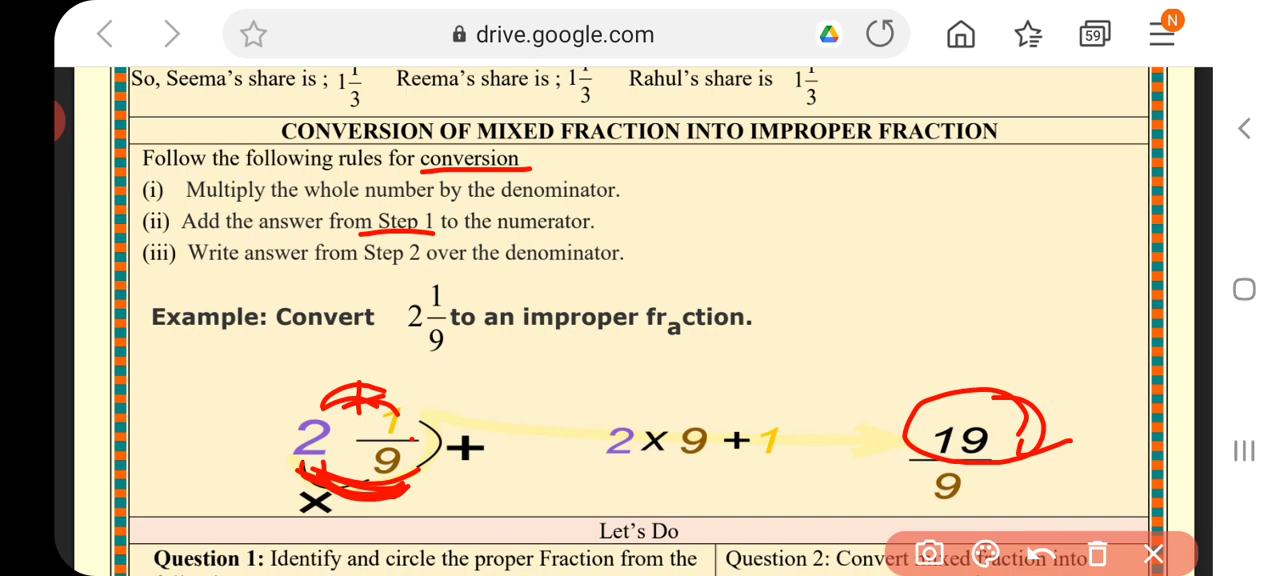 drive.google.com
59
N
So, Seema's share is ; 1 1/3 Reema's share is ; 1 1/3 Rahul's share is 1 1/3
CONVERSION OF MIXED FRACTION INTO IMPROPER FRACTION
Follow the following rules for conversion
(i) Multiply the whole number by the denominator.
(ii) Add the answer from Step 1 to the numerator.
(iii) Write answer from Step 2 over the denominator.
Example: Convert 2 1/9 to an improper fraction.
2 1/9 + 2 x 9 + 1 19/9
x
Let's Do
Question 1: Identify and circle the proper Fraction from the
Question 2: Convert mixed fraction into